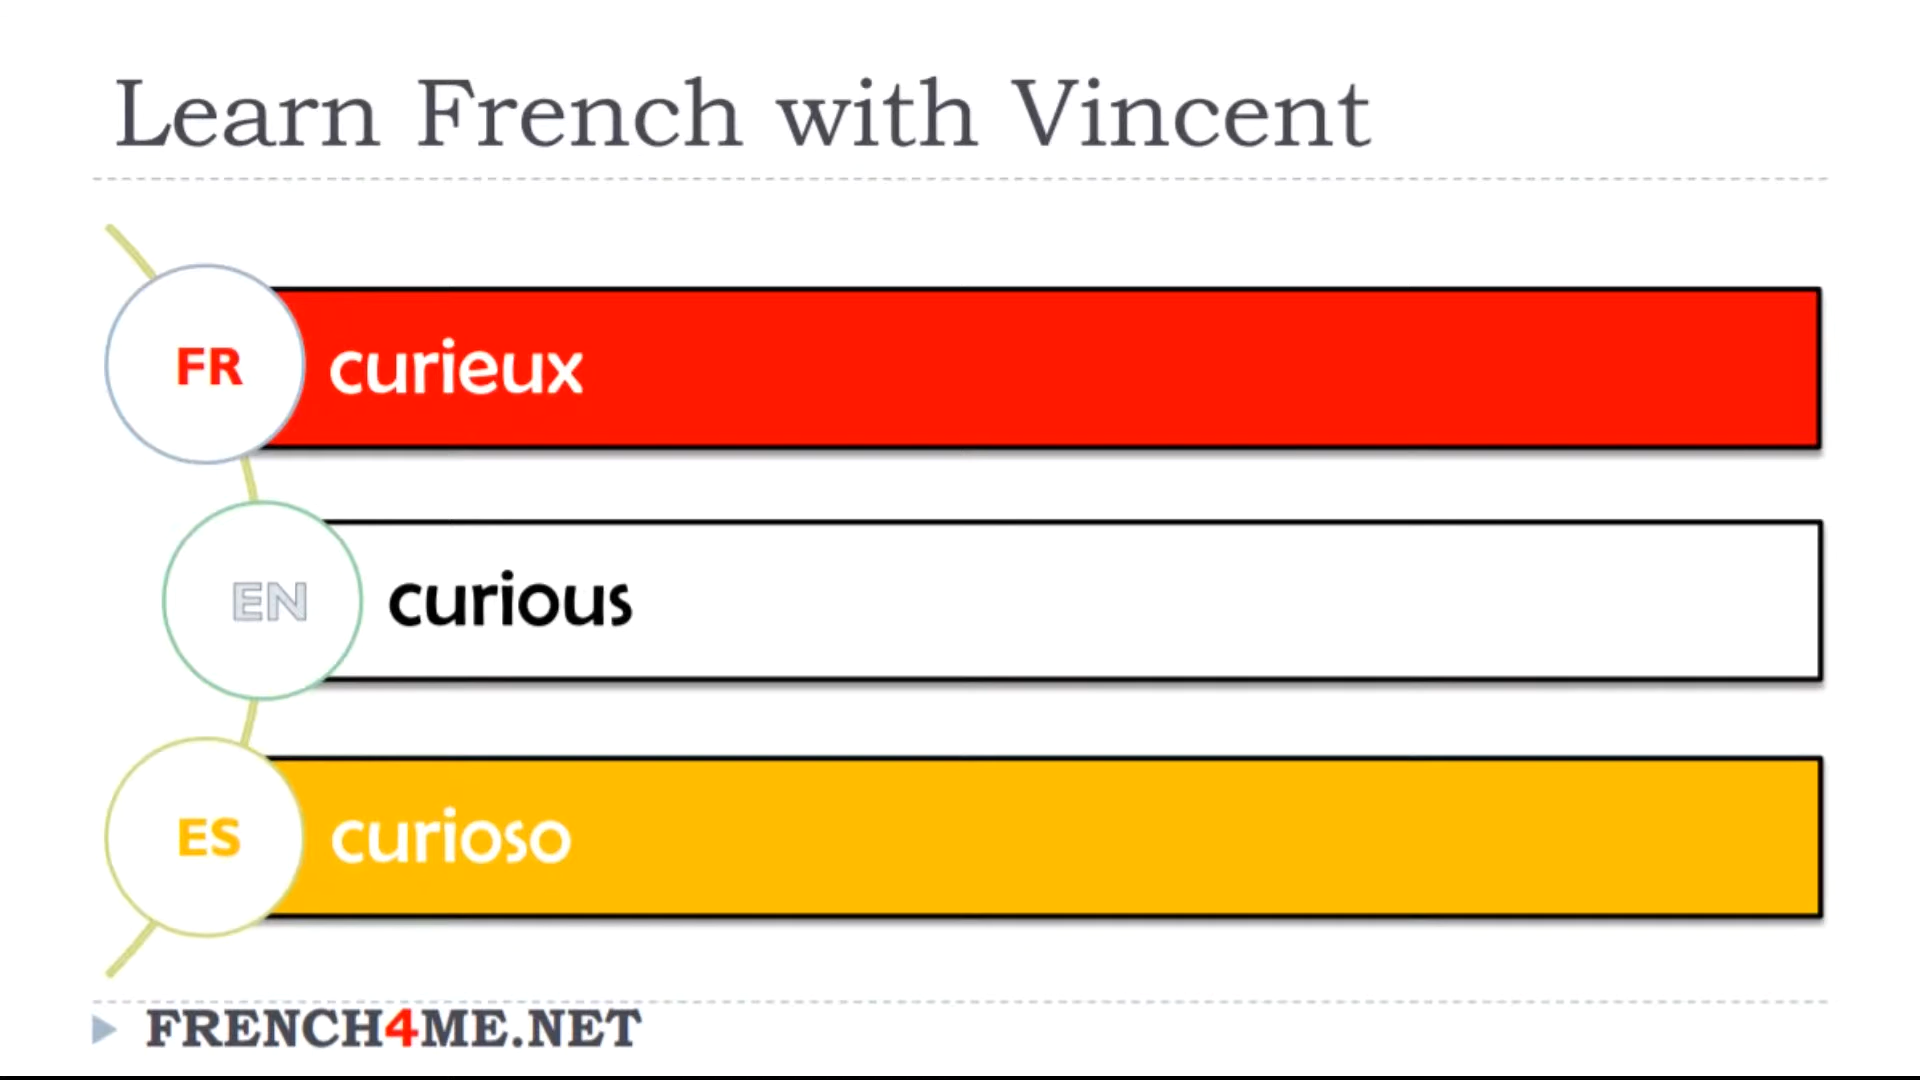 Learn French with Vincent
FR curieux
EN curious
ES curioso
FRENCH4ME.NET